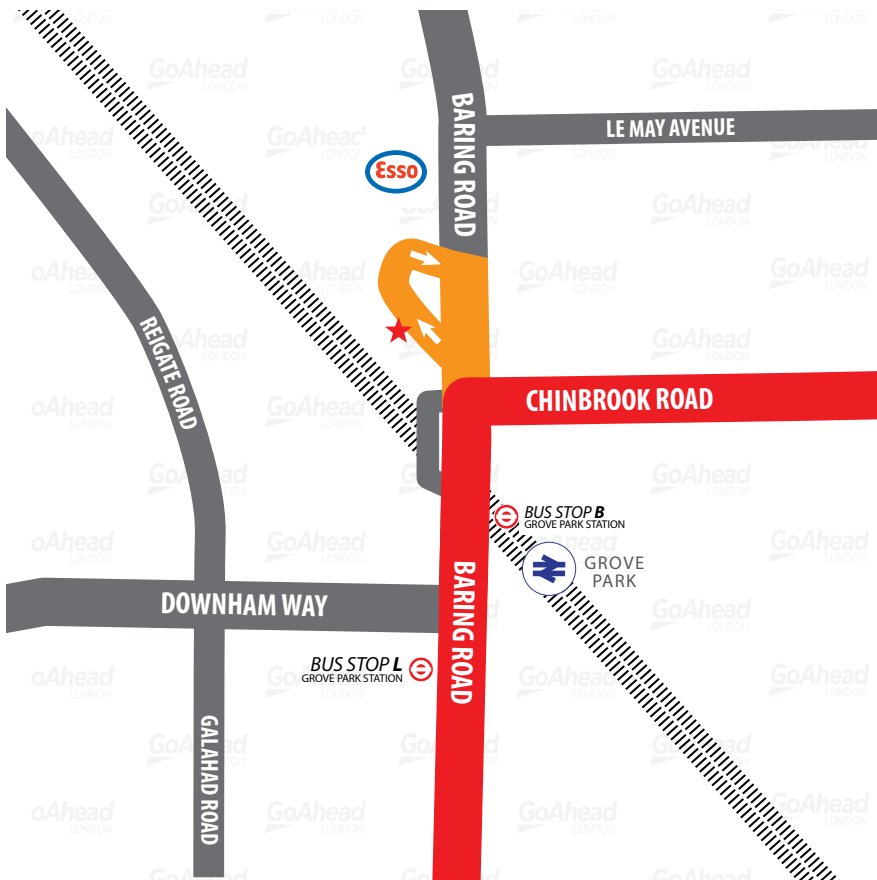 GoAhead
LONDON
BARING ROAD
LE MAY AVENUE
Esso
REIGATE ROAD
CHINBROOK ROAD
BUS STOP B
GROVE PARK STATION
GROVE
PARK
DOWNHAM WAY
BARING ROAD
BUS STOP L
GROVE PARK STATION
GALAHAD ROAD